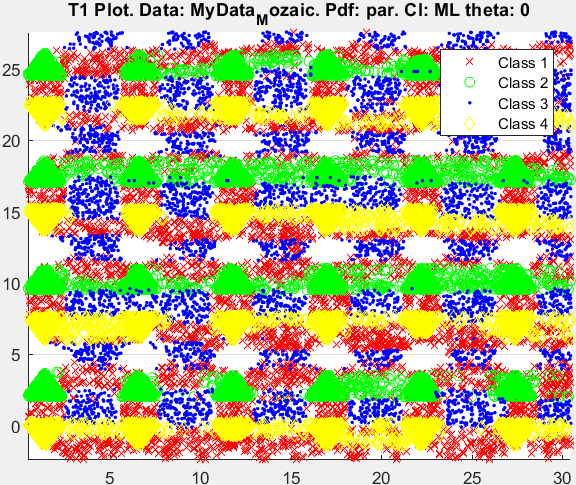 T1 Plot. Data: MyData_Mozaic. Pdf: par. Cl: ML theta: 0
25
20
15
10
5
0
Class 1
Class 2
Class 3
Class 4
5
10
15
20
25
30